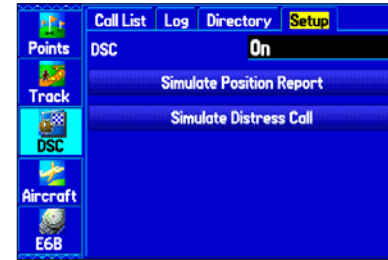 Call List Log Directory Setup
Points
DSC On
Track
Simulate Position Report
Simulate Distress Call
DSC
Aircraft
E6B